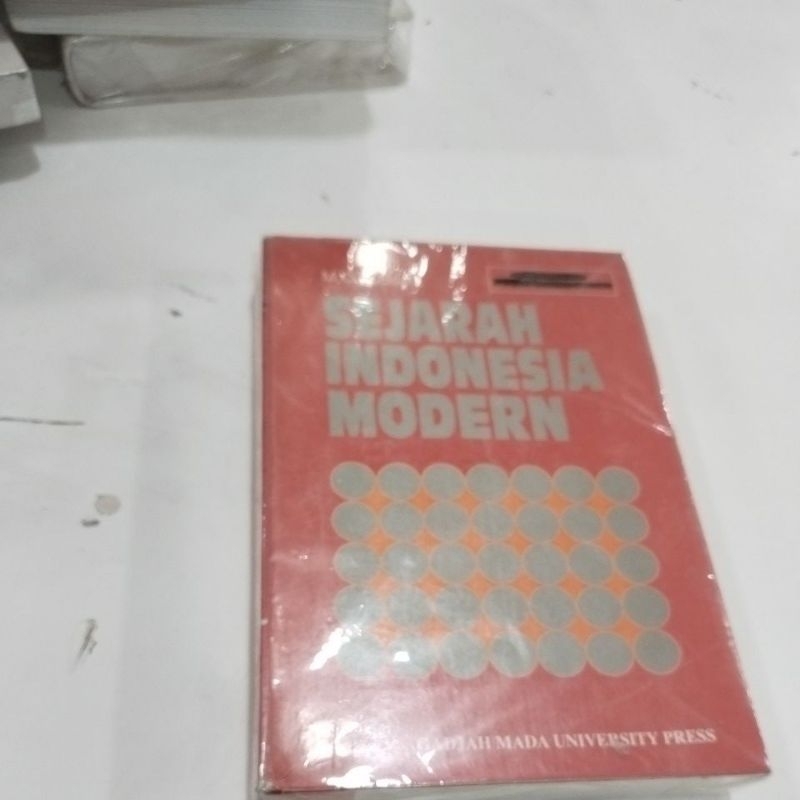 SEJARAH
INDONESIA
MODERN
GADJAH MADA UNIVERSITY PRESS